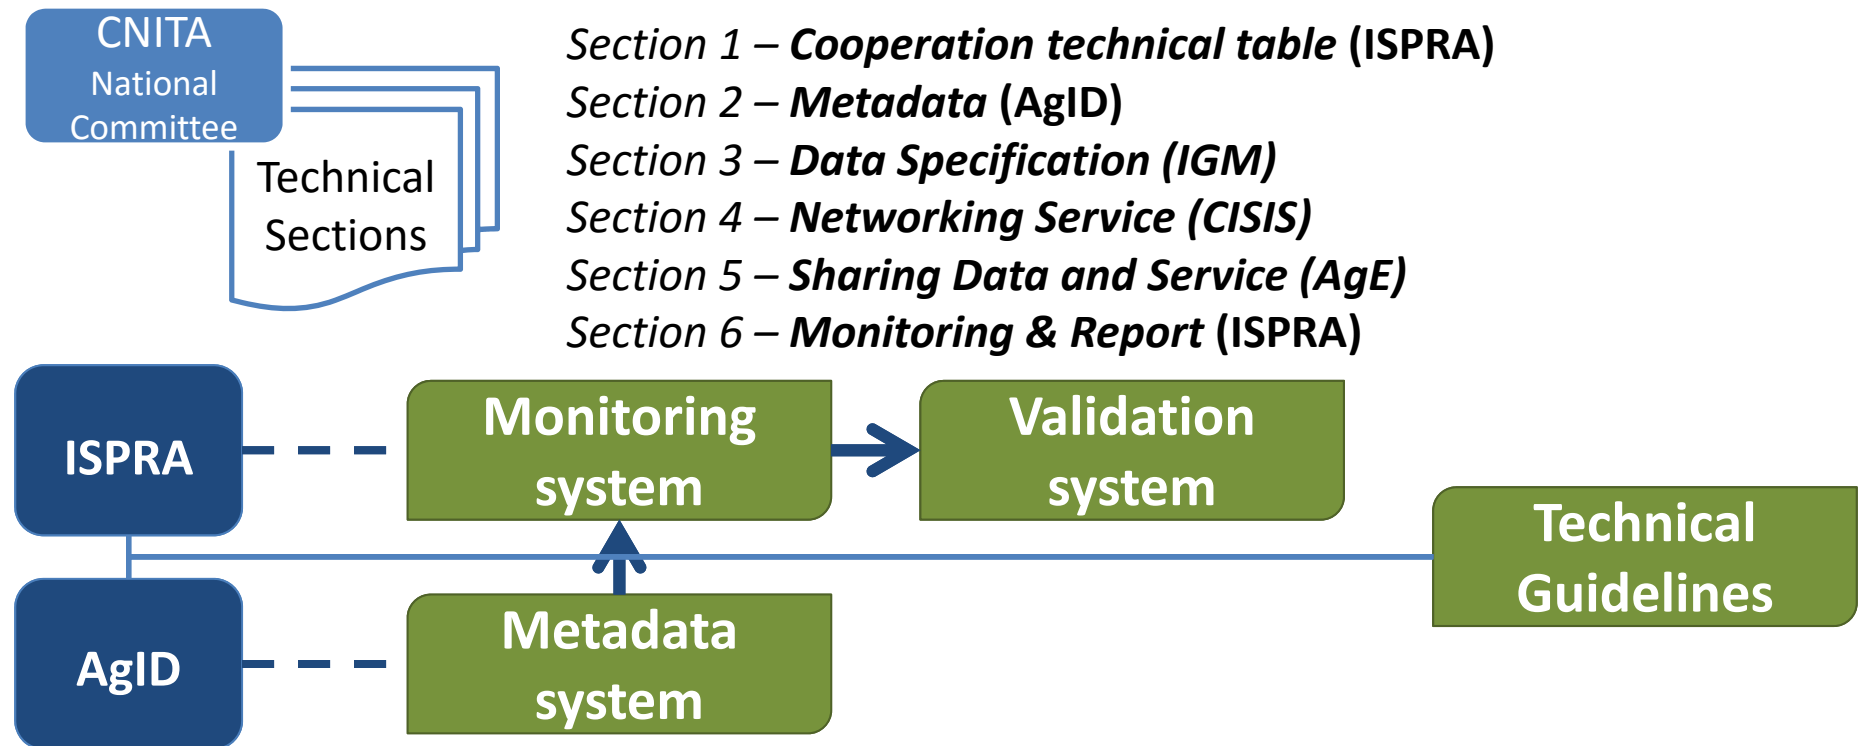 CNITA
National
Committee
Technical
Sections
Section 1 – Cooperation technical table (ISPRA)
Section 2 – Metadata (AgID)
Section 3 – Data Specification (IGM)
Section 4 – Networking Service (CISIS)
Section 5 – Sharing Data and Service (AgE)
Section 6 – Monitoring & Report (ISPRA)
ISPRA
Monitoring
system
Validation
system
Technical
Guidelines
AgID
Metadata
system